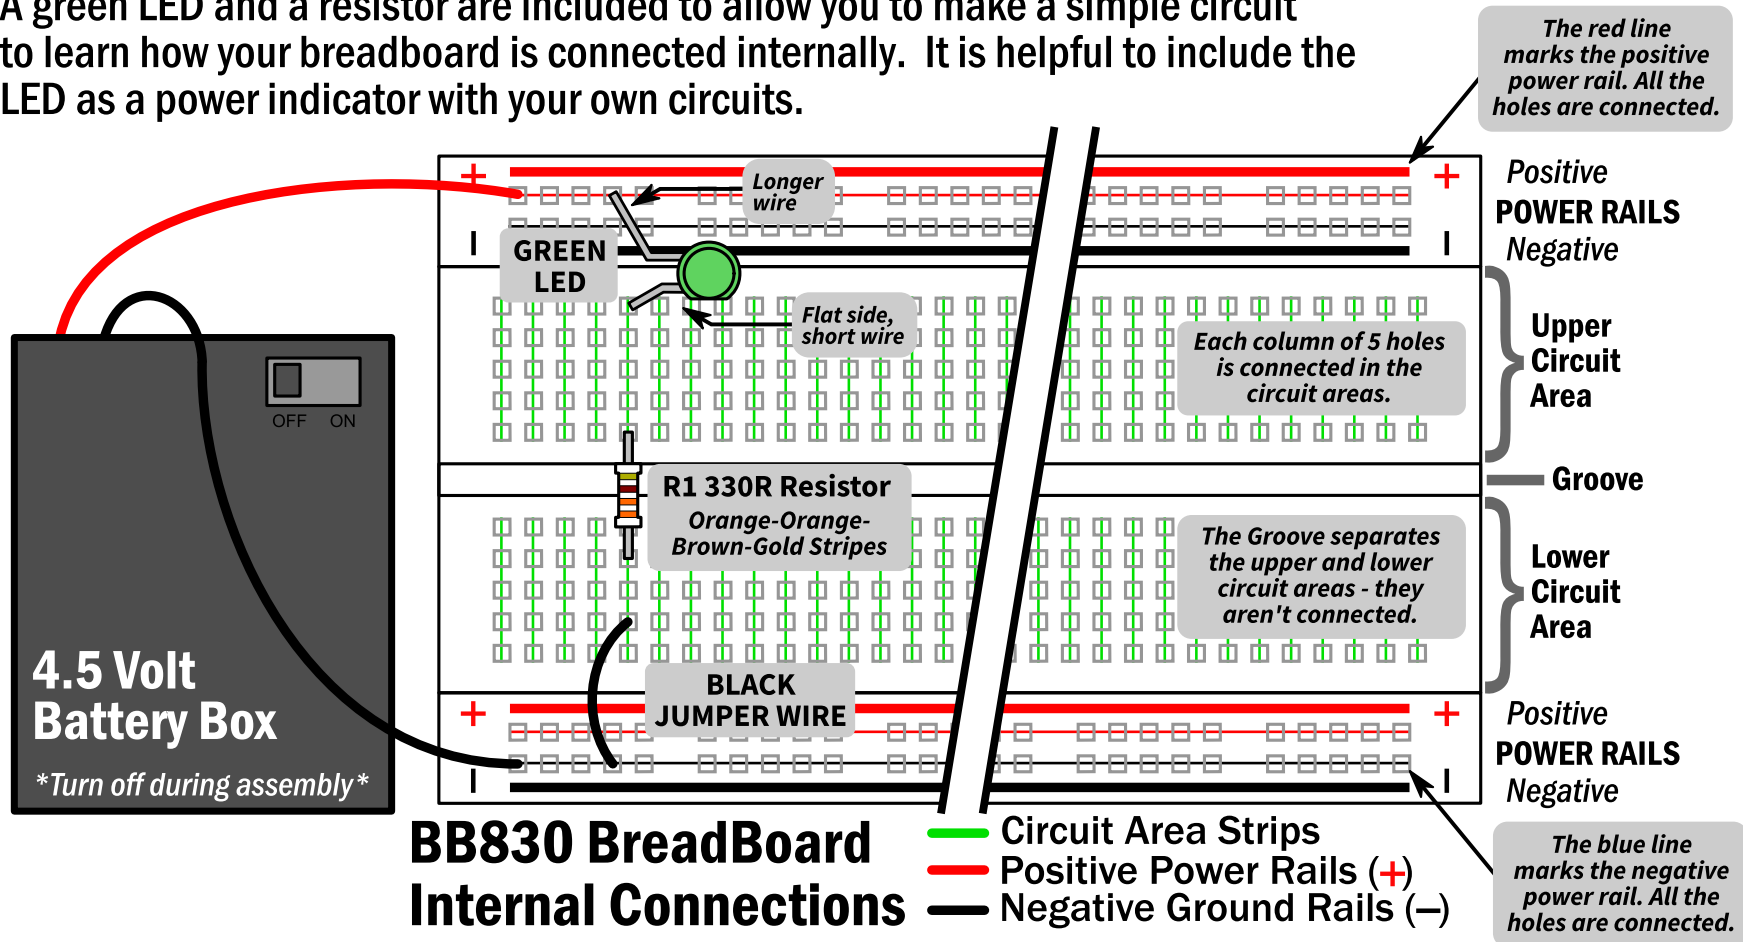 A green LED and a resistor are included to allow you to make a simple circuit
to learn how your breadboard is connected internally.  It is helpful to include the
LED as a power indicator with your own circuits.
The red line
marks the positive
power rail. All the
holes are connected.
+
+
Positive
POWER RAILS
Negative
Longer
wire
GREEN
LED
Flat side,
short wire
Each column of 5 holes
is connected in the
circuit areas.
Upper
Circuit
Area
OFF ON
Groove
R1 330R Resistor
Orange-Orange-
Brown-Gold Stripes
The Groove separates
the upper and lower
circuit areas - they
aren't connected.
Lower
Circuit
Area
4.5 Volt
Battery Box
*Turn off during assembly*
BLACK
JUMPER WIRE
+
+
Positive
POWER RAILS
Negative
BB830 BreadBoard
Internal Connections
Circuit Area Strips
Positive Power Rails (+)
Negative Ground Rails (–)
The blue line
marks the negative
power rail. All the
holes are connected.